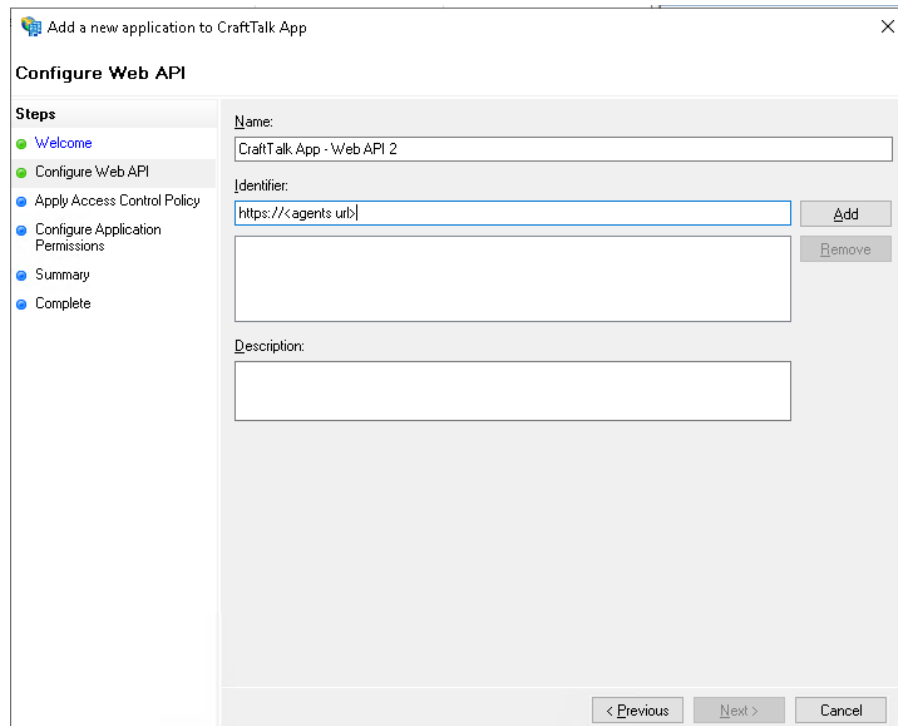 Add a new application to CraftTalk App
Configure Web API
Steps
Welcome
Configure Web API
Apply Access Control Policy
Configure Application
Permissions
Summary
Complete
Name:
CraftTalk App - Web API 2
Identifier:
https://<agents url>
Add
Remove
Description:
< Previous
Next >
Cancel